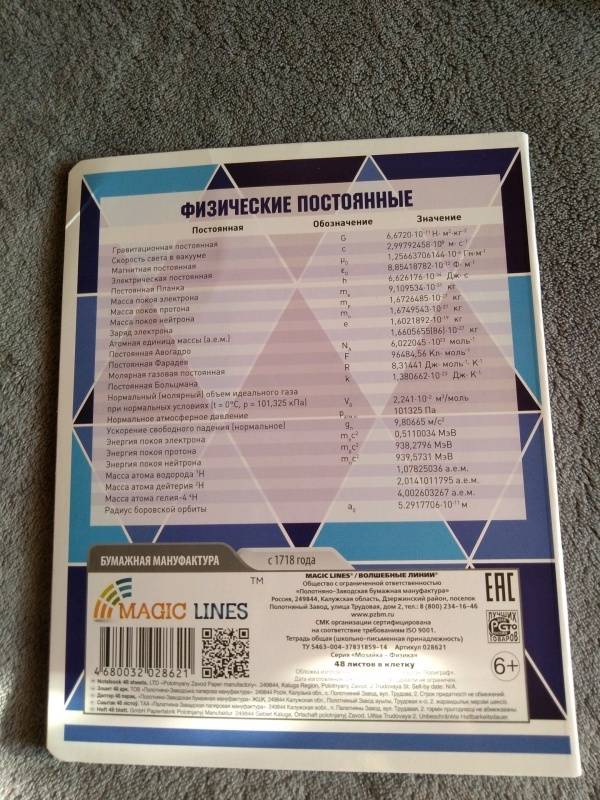 ФИЗИЧЕСКИЕ ПОСТОЯННЫЕ
Постоянная Обозначение Значение
Гравитационная постоянная G 6,6720·10⁻¹¹ Н·м²·кг⁻²
Скорость света в вакууме c 2,99792458·10⁸ м·с⁻¹
Магнитная постоянная μ₀ 1,25663706144·10⁻⁶ Гн·м⁻¹
Электрическая постоянная ε₀ 8,85418782·10⁻¹² Ф·м⁻¹
Постоянная Планка h 6,626176·10⁻³⁴ Дж·с
Масса покоя электрона mₑ 9,109534·10⁻³¹ кг
Масса покоя протона 1,6726485·10⁻²⁷ кг
Масса покоя нейтрона 1,6749543·10⁻²⁷ кг
Заряд электрона e 1,6021892·10⁻¹⁹ кг
Атомная единица массы (а.е.м.) 1,6605655(86)·10⁻²⁷ кг
Постоянная Авогадро N_A 6,022045·10²³ моль⁻¹
Постоянная Фарадея F 96484,56 Кл·моль⁻¹
Молярная газовая постоянная R 8,31441 Дж·моль⁻¹·К⁻¹
Постоянная Больцмана k 1,380662·10⁻²³ Дж·К⁻¹
Нормальный (молярный) объем идеального газа
при нормальных условиях (t = 0°C, p = 101,325 кПа) V₀ 2,241·10⁻² м³/моль
Нормальное атмосферное давление 101325 Па
Ускорение свободного падения (нормальное) gₙ 9,80665 м/с²
Энергия покоя электрона mₑc² 0,5110034 МэВ
Энергия покоя протона 938,2796 МэВ
Энергия покоя нейтрона 939,5731 МэВ
Масса атома водорода ¹H 1,07825036 а.е.м.
Масса атома дейтерия ²H 2,0141011795 а.е.м.
Масса атома гелия-4 ⁴H 4,002603267 а.е.м.
Радиус боровской орбиты a₀ 5.2917706·10⁻¹¹ м
БУМАЖНАЯ МАНУФАКТУРА с 1718 года
MAGIC LINES™
MAGIC LINES® / ВОЛШЕБНЫЕ ЛИНИИ®
Общество с ограниченной ответственностью
«Полотняно-Заводская бумажная мануфактура»
Россия, 249844, Калужская область, Дзержинский район, поселок
Полотняный Завод, улица Трудовая, дом 2, тел.: 8 (800) 234-16-46
www.pzbm.ru
СМК организации сертифицирована
на соответствие требованиям ISO 9001.
Тетрадь общая (школьно-письменная принадлежность)
ТУ 5463-004-37831859-14 Артикул 028621
Серия «Мозаика - Физика»
48 листов в клетку
EAC
ЛУЧШИХ
РСТ
ТОВАРОВ
6+
4 680032 028621
Обложка
Дата изготовления